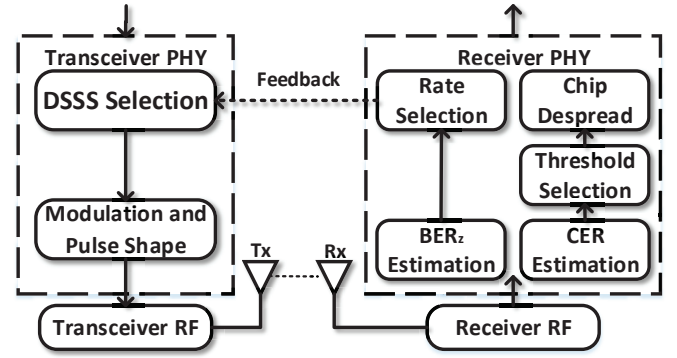 Transceiver PHY
DSSS Selection
Modulation and
Pulse Shape
Transceiver RF
Feedback
Tx
Rx
Receiver PHY
Rate
Selection
Chip
Despread
Threshold
Selection
BERz
Estimation
CER
Estimation
Receiver RF